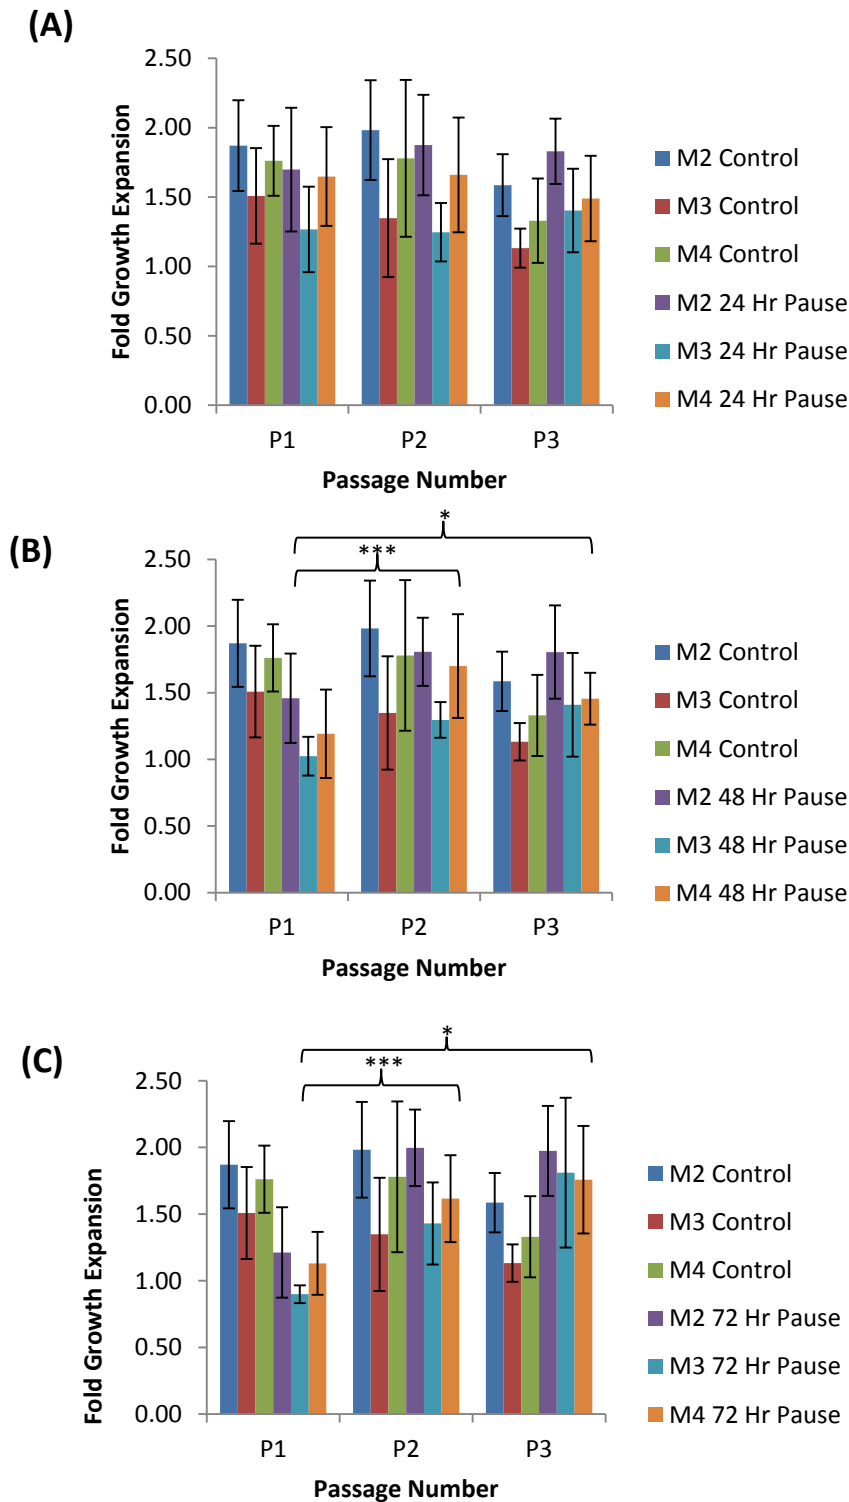 (A)
2.50
2.00
1.50
1.00
0.50
0.00
Fold Growth Expansion
P1 P2 P3
Passage Number
M2 Control
M3 Control
M4 Control
M2 24 Hr Pause
M3 24 Hr Pause
M4 24 Hr Pause
(B)
*
***
2.50
2.00
1.50
1.00
0.50
0.00
Fold Growth Expansion
P1 P2 P3
Passage Number
M2 Control
M3 Control
M4 Control
M2 48 Hr Pause
M3 48 Hr Pause
M4 48 Hr Pause
(C)
*
***
2.50
2.00
1.50
1.00
0.50
0.00
Fold Growth Expansion
P1 P2 P3
Passage Number
M2 Control
M3 Control
M4 Control
M2 72 Hr Pause
M3 72 Hr Pause
M4 72 Hr Pause